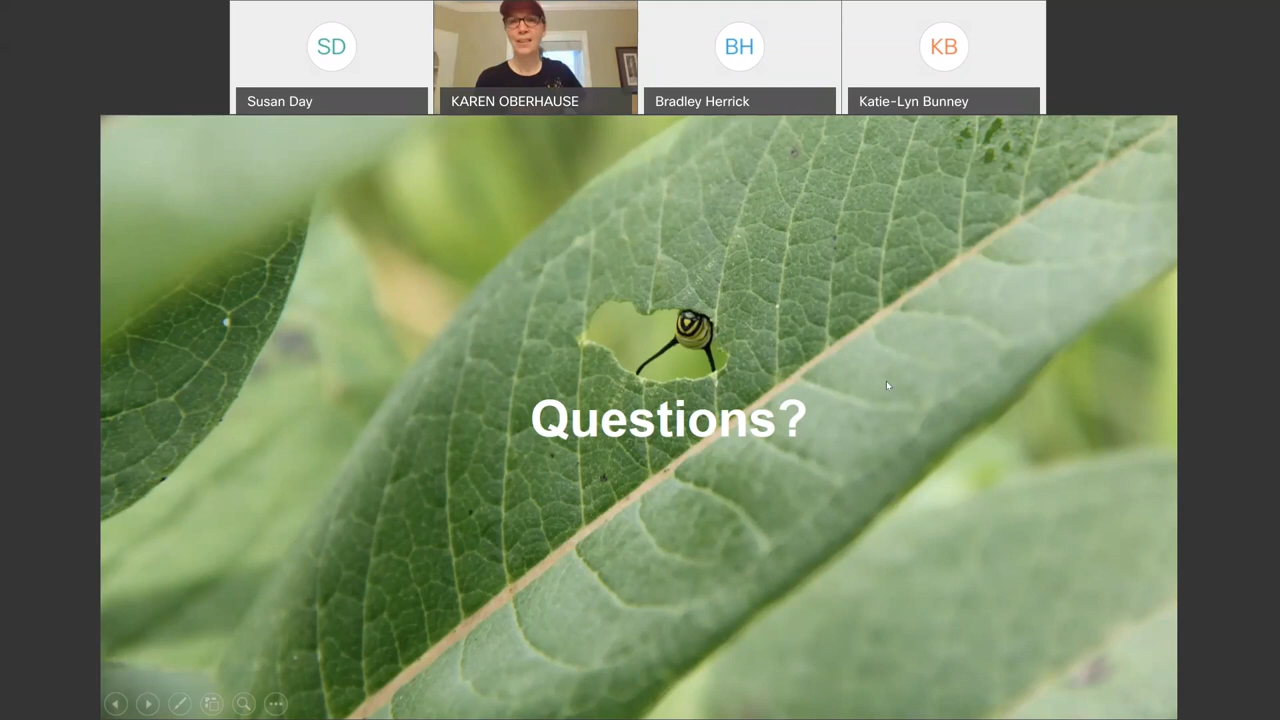 SD
BH
KB
Susan Day
KAREN OBERHAUSE
Bradley Herrick
Katie-Lyn Bunney
Questions?